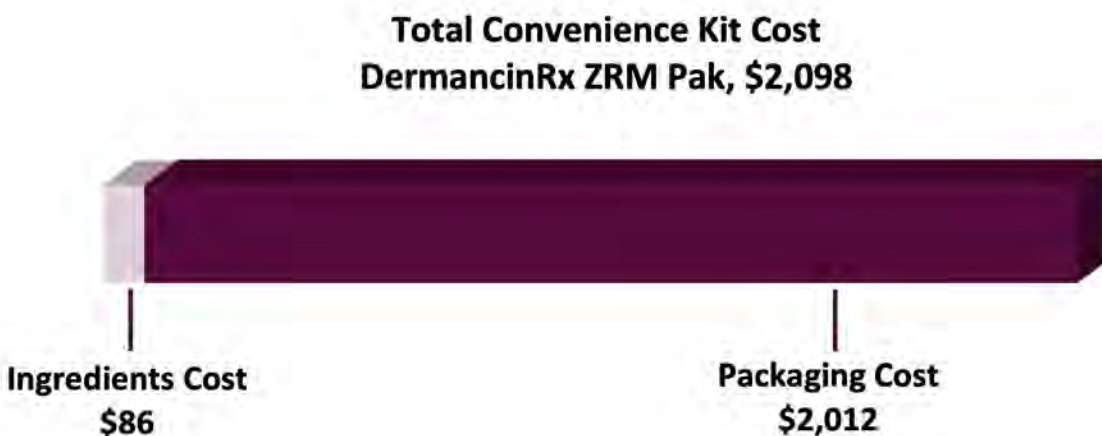 Total Convenience Kit Cost
DermancinRx ZRM Pak, $2,098
Ingredients Cost
$86
Packaging Cost
$2,012